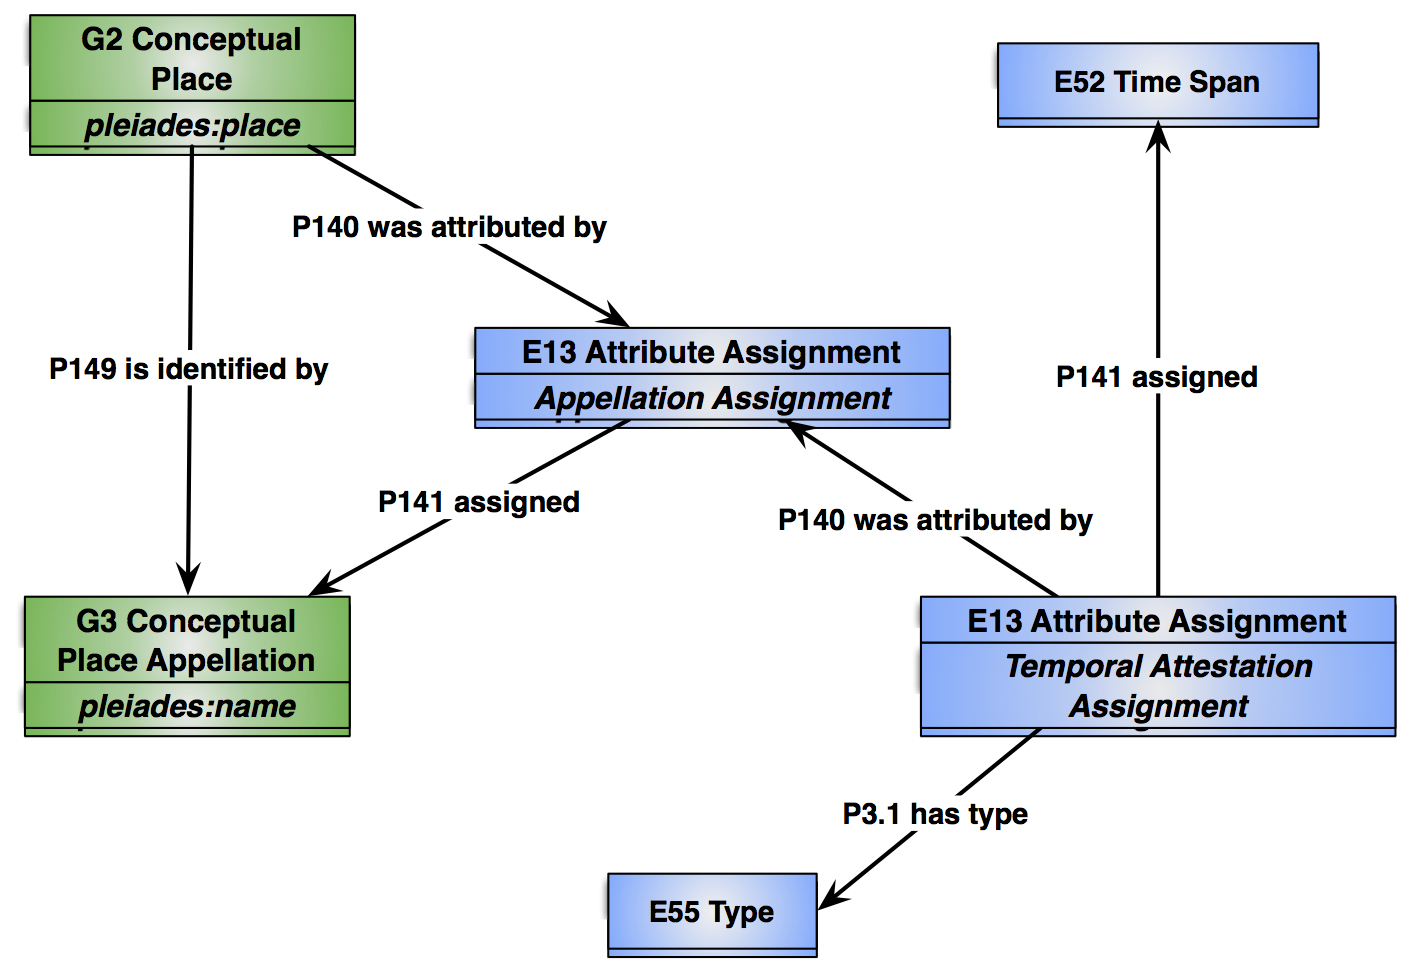 G2 Conceptual
Place
pleiades:place
E52 Time Span
P140 was attributed by
E13 Attribute Assignment
Appellation Assignment
P149 is identified by
P141 assigned
P141 assigned
P140 was attributed by
G3 Conceptual
Place Appellation
pleiades:name
E13 Attribute Assignment
Temporal Attestation
Assignment
P3.1 has type
E55 Type